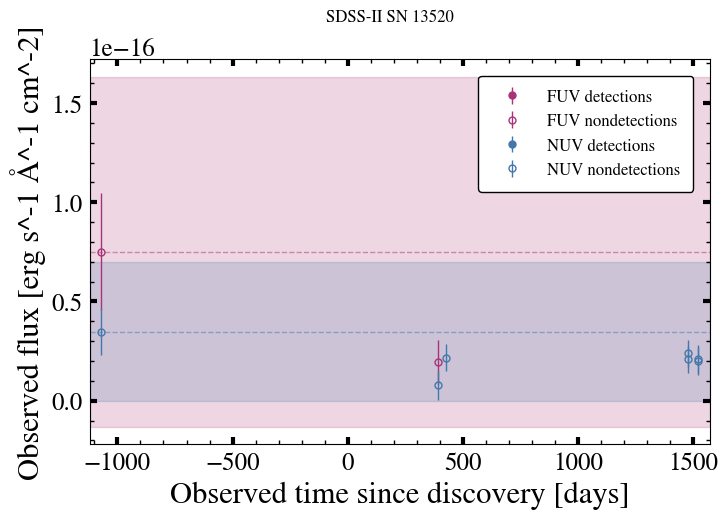 SDSS-II SN 13520
1e−16
Observed flux [erg s^-1 Å^-1 cm^-2]
1.5
1.0
0.5
0.0
FUV detections
FUV nondetections
NUV detections
NUV nondetections
−1000 −500 0 500 1000 1500
Observed time since discovery [days]